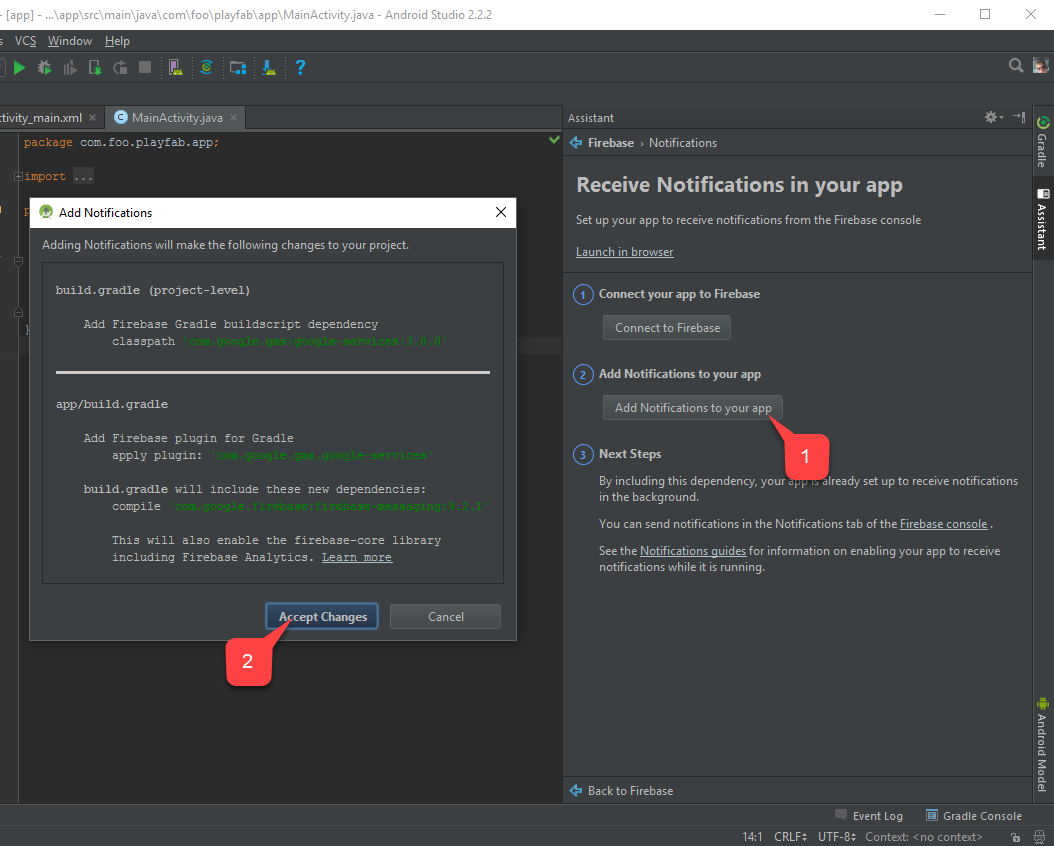 - [app] - ...\app\src\main\java\com\foo\playfab\app\MainActivity.java - Android Studio 2.2.2
s VCS Window Help
ctivity_main.xml
MainActivity.java
package com.foo.playfab.app;
import ...
p
}
Add Notifications
Adding Notifications will make the following changes to your project.
build.gradle (project-level)
Add Firebase Gradle buildscript dependency
classpath 'com.google.gms:google-services:3.0.0'
app/build.gradle
Add Firebase plugin for Gradle
apply plugin: 'com.google.gms.google-services'
build.gradle will include these new dependencies:
compile 'com.google.firebase:firebase-messaging:9.2.1'
This will also enable the firebase-core library
including Firebase Analytics. Learn more
Accept Changes
Cancel
2
Assistant
Firebase › Notifications
Receive Notifications in your app
Set up your app to receive notifications from the Firebase console
Launch in browser
1 Connect your app to Firebase
Connect to Firebase
2 Add Notifications to your app
Add Notifications to your app
1
3 Next Steps
By including this dependency, your app is already set up to receive notifications
in the background.
You can send notifications in the Notifications tab of the Firebase console .
See the Notifications guides for information on enabling your app to receive
notifications while it is running.
Back to Firebase
Gradle
Assistant
Android Model
Event Log
Gradle Console
14:1 CRLF UTF-8 Context: <no context>